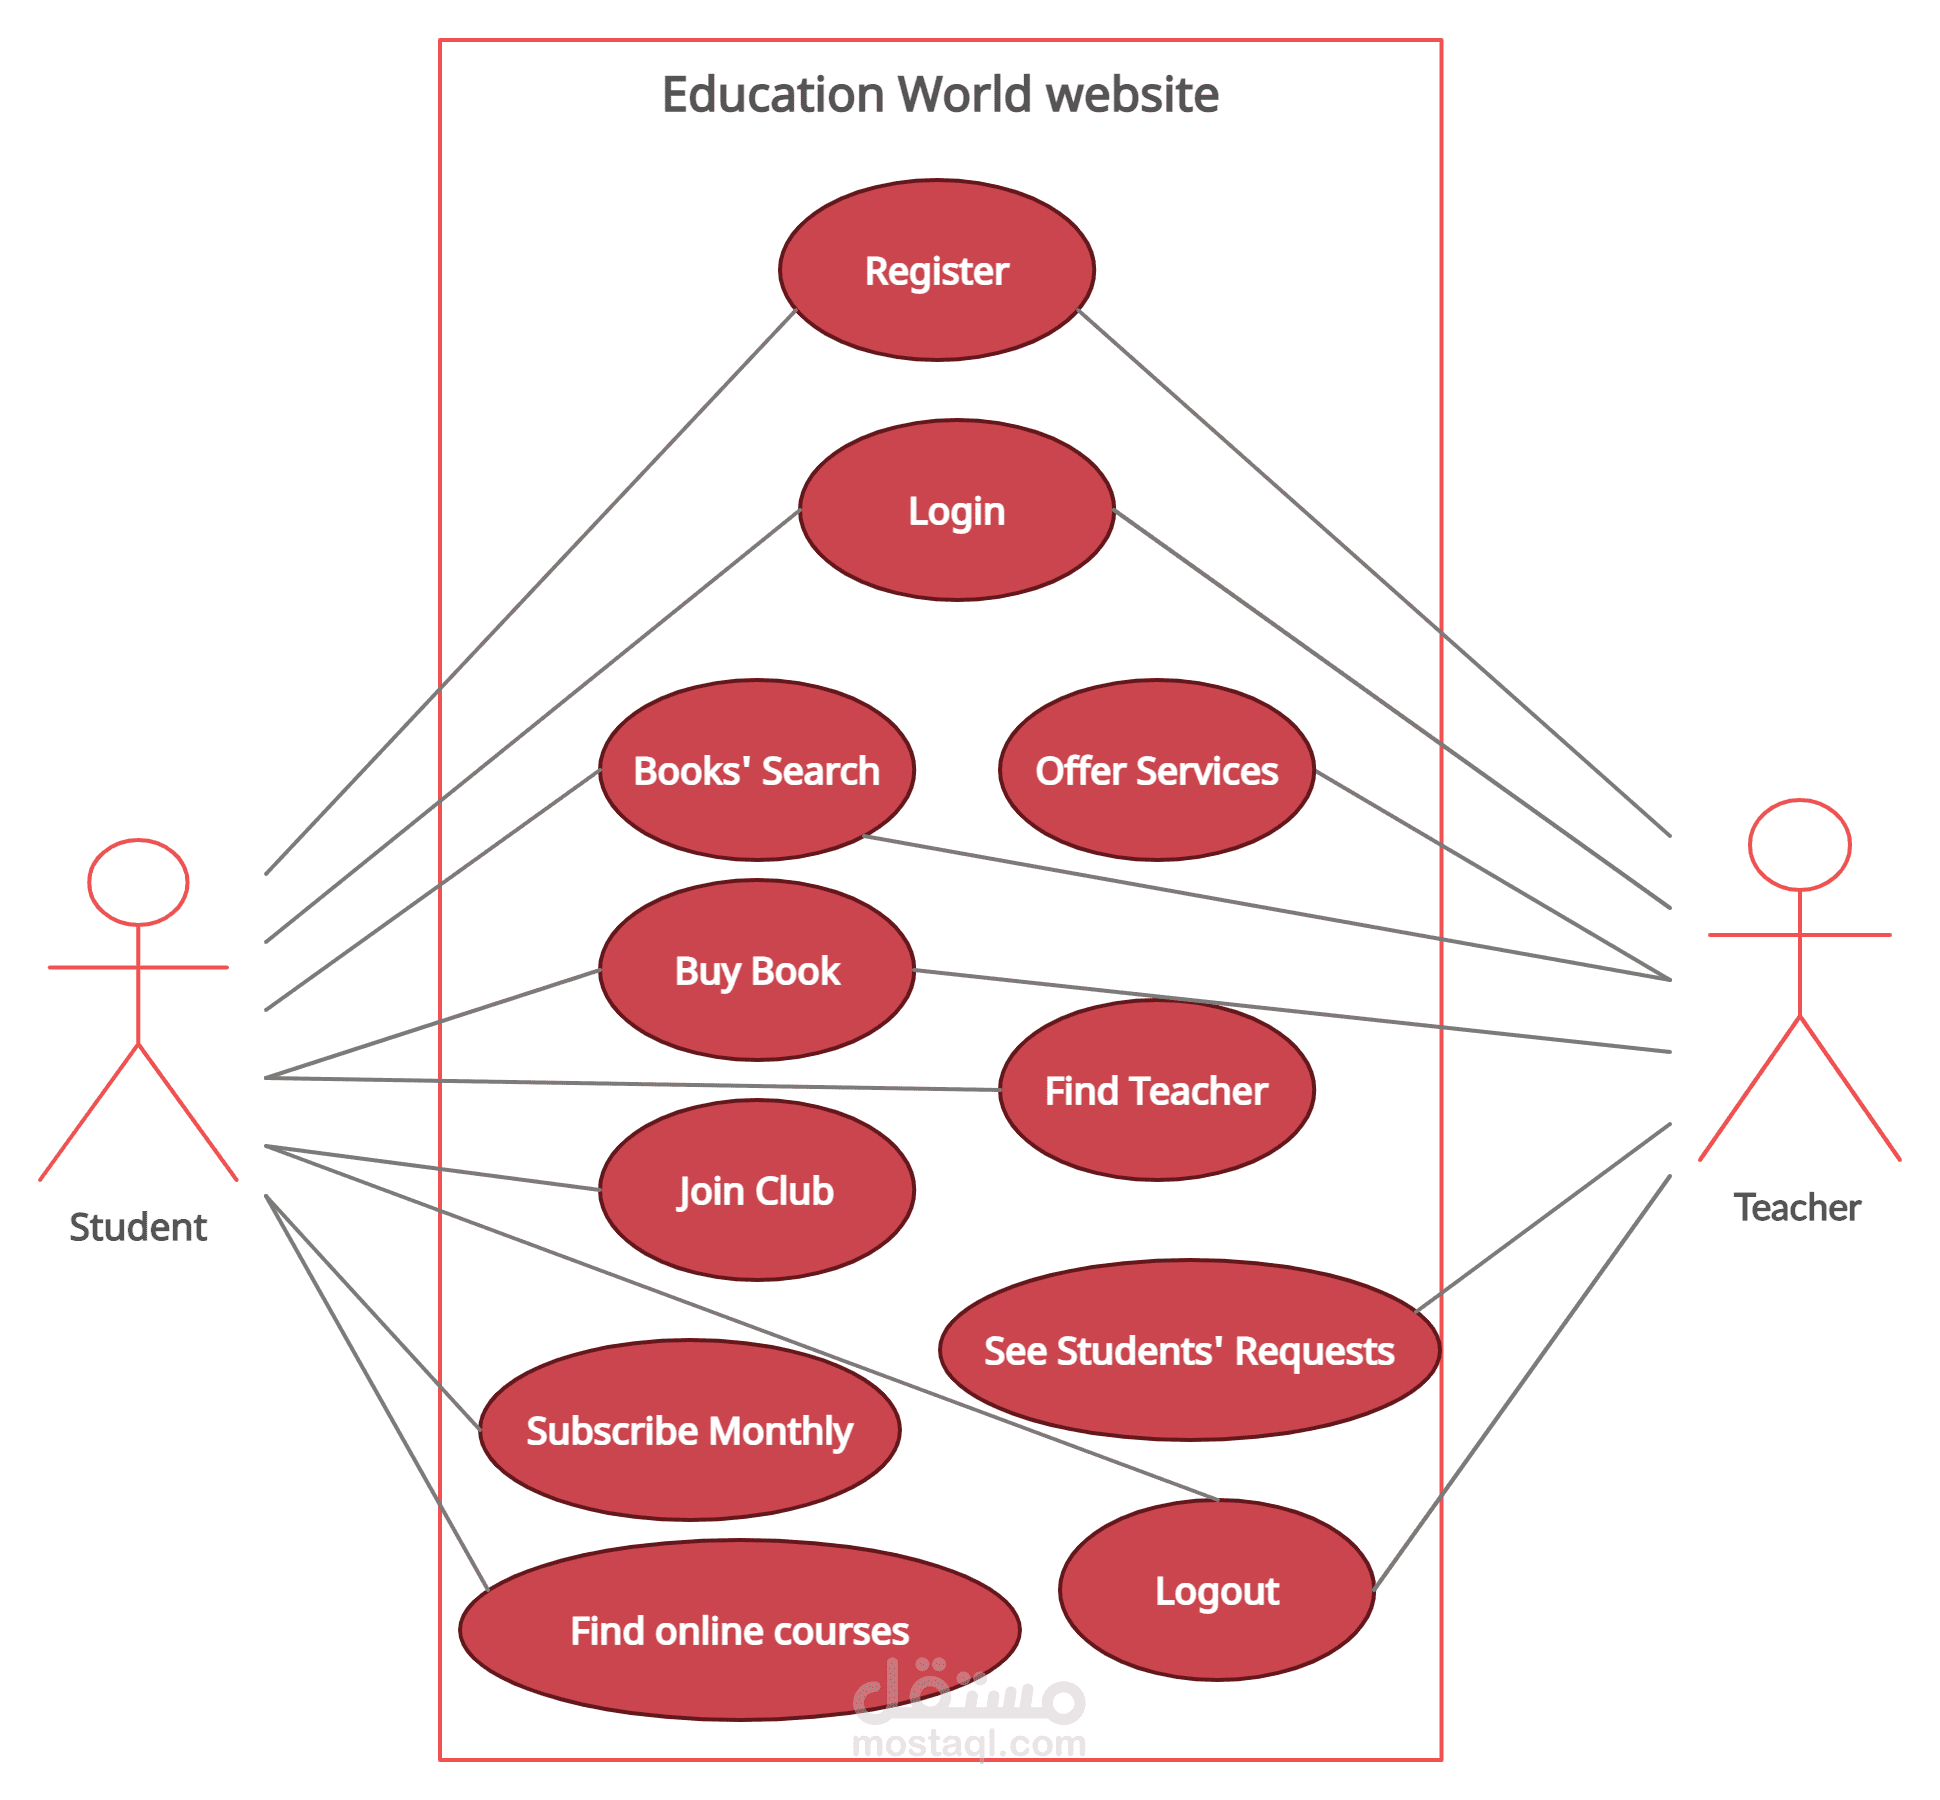 Education World website
Register
Login
Books' Search
Offer Services
Buy Book
Find Teacher
Join Club
Student
Teacher
See Students' Requests
Subscribe Monthly
Logout
Find online courses
مستقل
mostaql.com